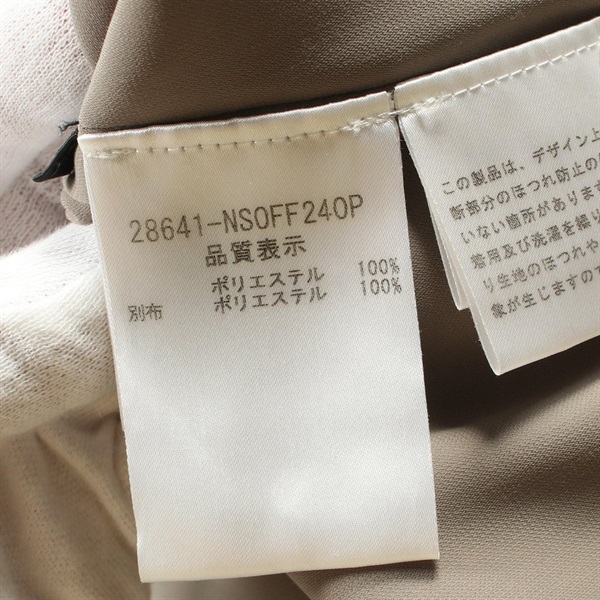 28641-NSOFF240P
品質表示
ポリエステル 100%
別布 ポリエステル 100%
この製品は、デザイン上
断部分のほつれ防止の
いない箇所があります
着用及び洗濯を繰り
り生地のほつれや
象が生じますので